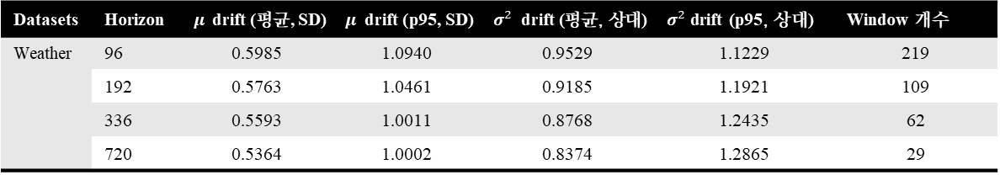 Datasets Horizon μ drift (평균, SD) μ drift (p95, SD) σ² drift (평균, 상대) σ² drift (p95, 상대) Window 개수
Weather 96 0.5985 1.0940 0.9529 1.1229 219
192 0.5763 1.0461 0.9185 1.1921 109
336 0.5593 1.0011 0.8768 1.2435 62
720 0.5364 1.0002 0.8374 1.2865 29